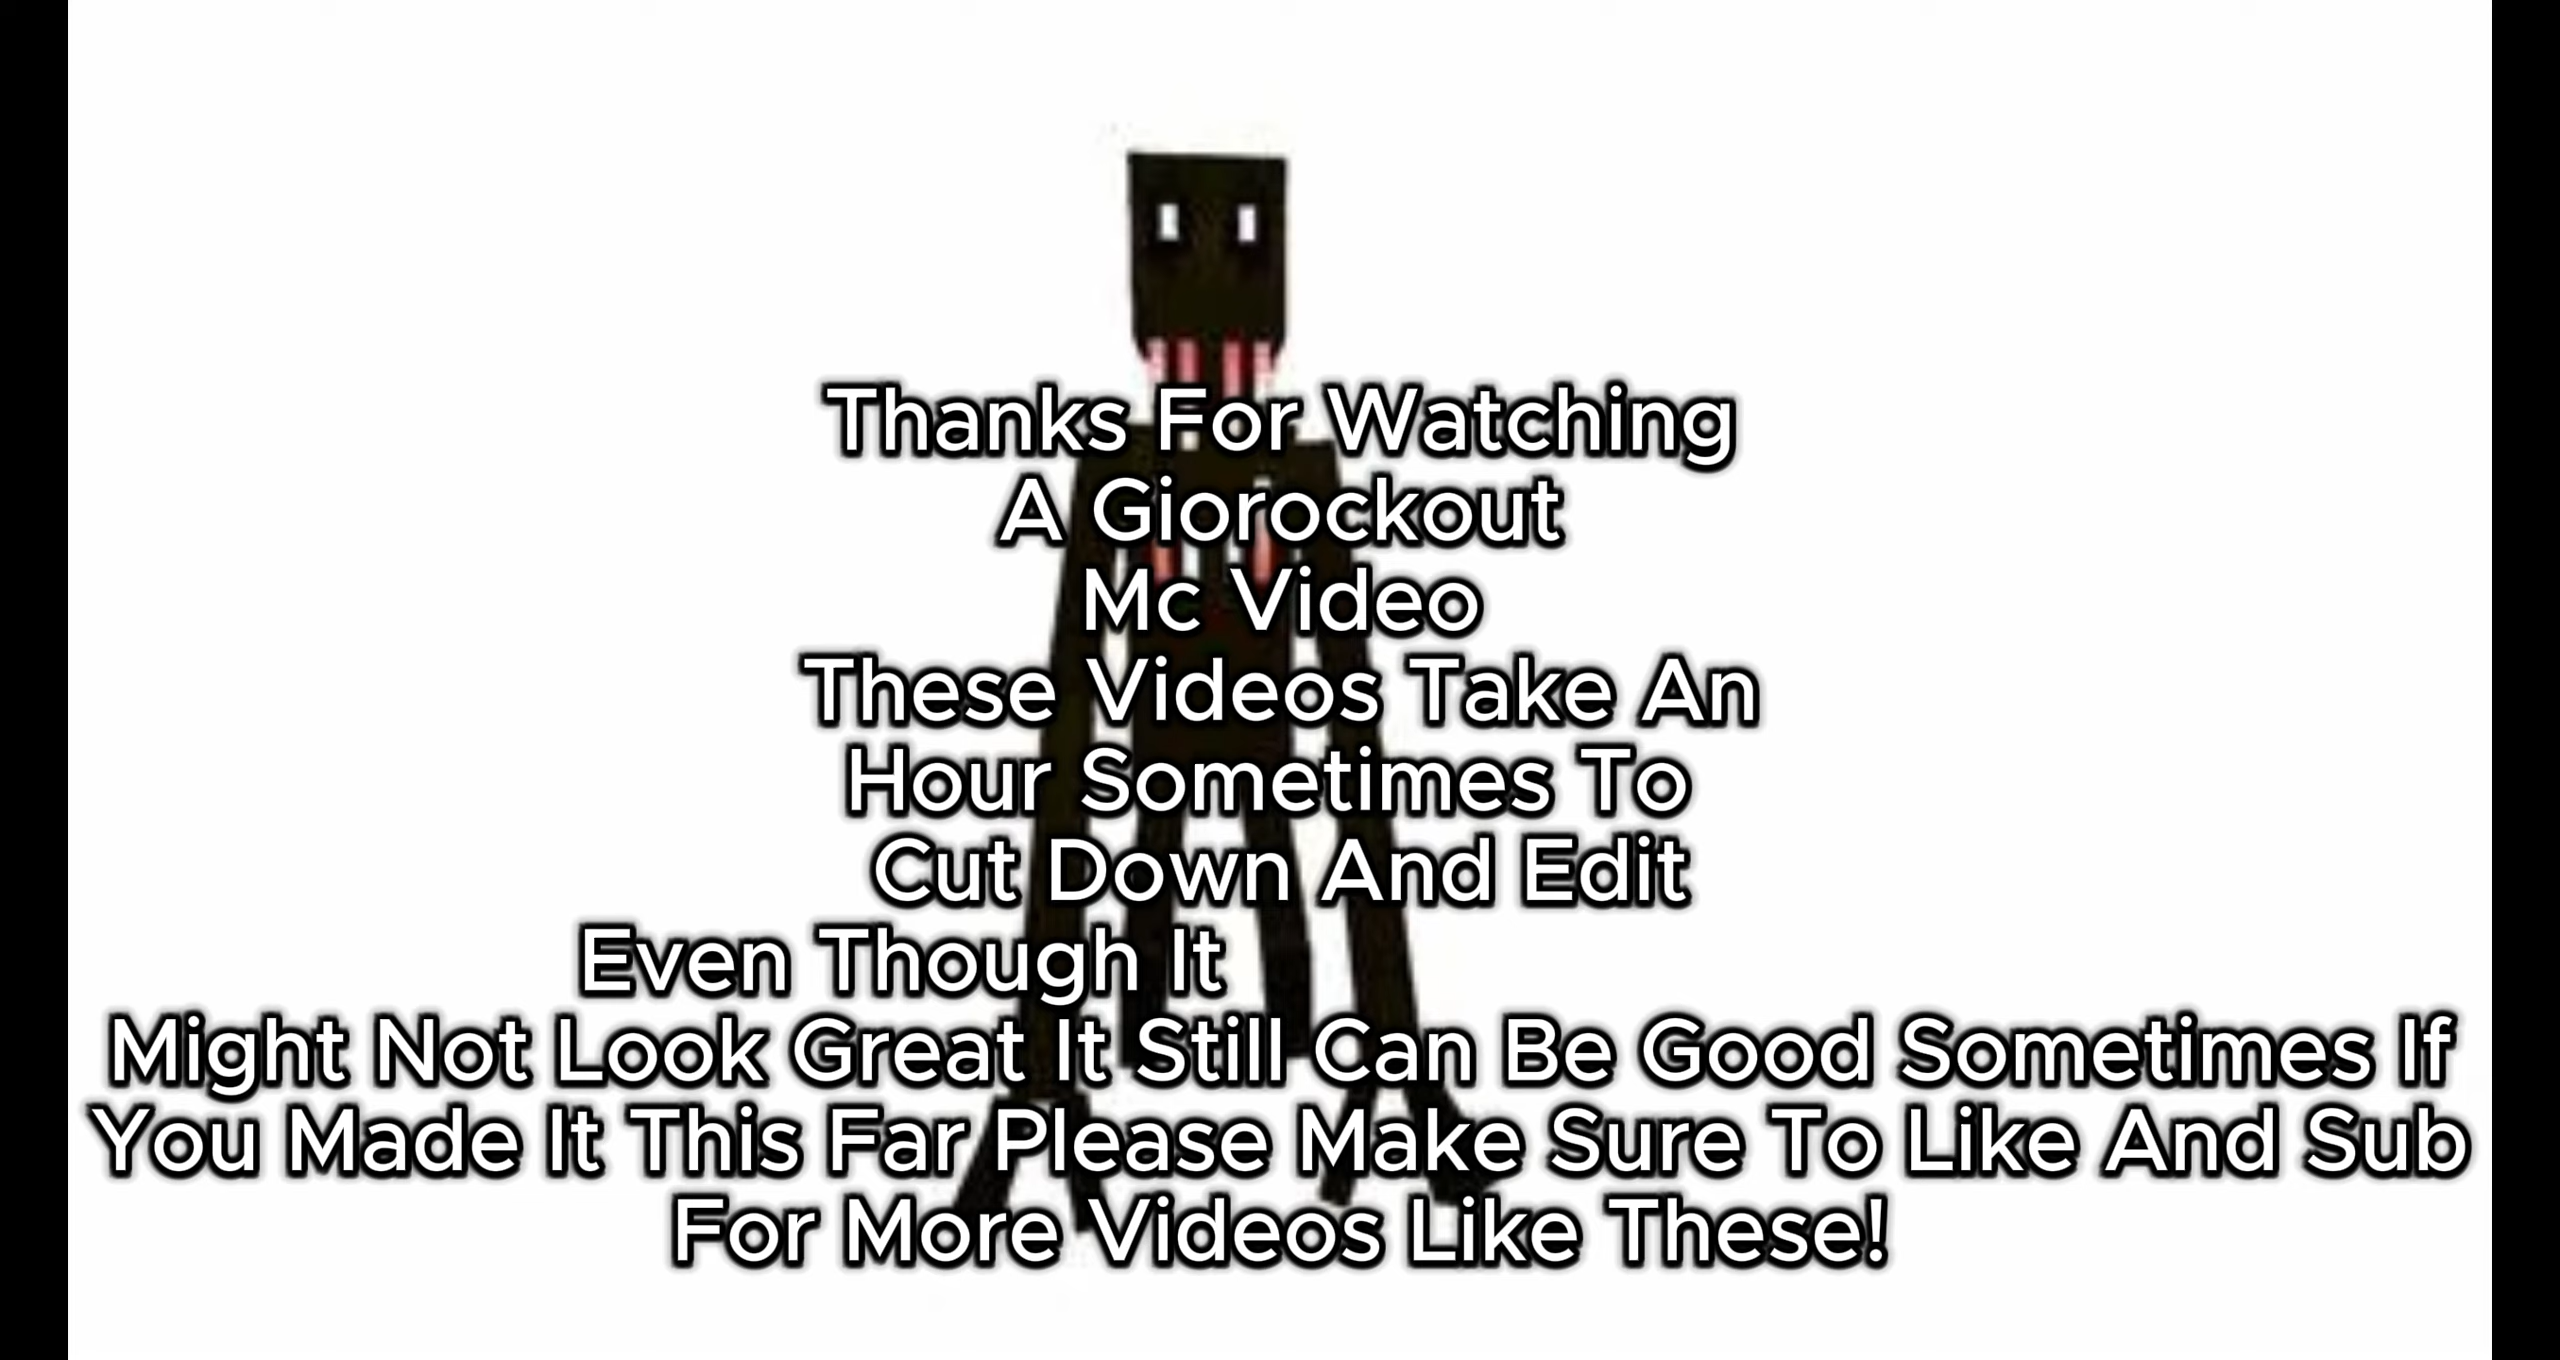 Thanks For Watching
A Giorockout
Mc Video
These Videos Take An
Hour Sometimes To
Cut Down And Edit
Even Though It
Might Not Look Great It Still Can Be Good Sometimes If
You Made It This Far Please Make Sure To Like And Sub
For More Videos Like These!